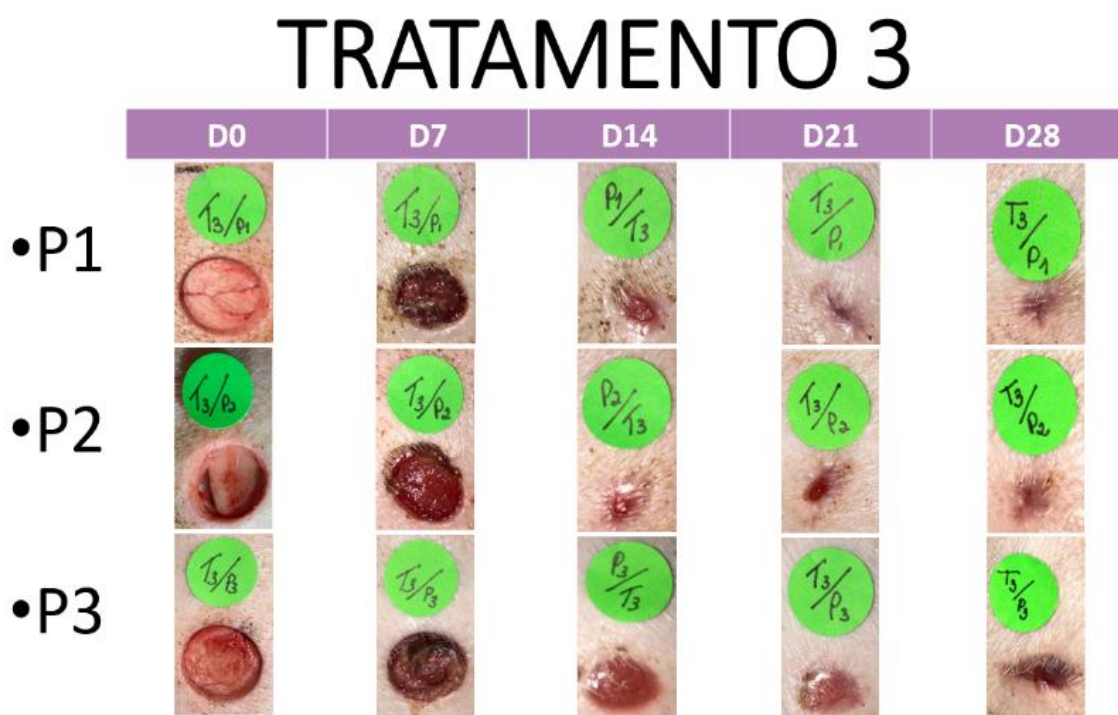 TRATAMENTO 3
D0 D7 D14 D21 D28
•P1
T3/P1 T3/P1 P1/T3 T3/P1 T3/P1
•P2
T3/P2 T3/P2 P2/T3 T3/P2 T3/P2
•P3
T3/P3 T3/P3 P3/T3 T3/P3 T3/P3